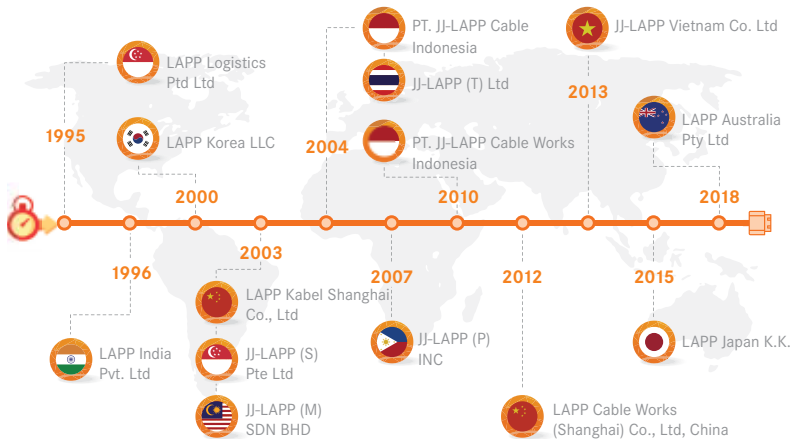 1995
LAPP Logistics
Ptd Ltd
1996
LAPP India
Pvt. Ltd
2000
LAPP Korea LLC
2003
LAPP Kabel Shanghai
Co., Ltd
JJ-LAPP (S)
Pte Ltd
JJ-LAPP (M)
SDN BHD
2004
PT. JJ-LAPP Cable
Indonesia
JJ-LAPP (T) Ltd
2007
JJ-LAPP (P)
INC
2010
PT. JJ-LAPP Cable Works
Indonesia
2012
LAPP Cable Works
(Shanghai) Co., Ltd, China
2013
JJ-LAPP Vietnam Co. Ltd
2015
LAPP Japan K.K.
2018
LAPP Australia
Pty Ltd